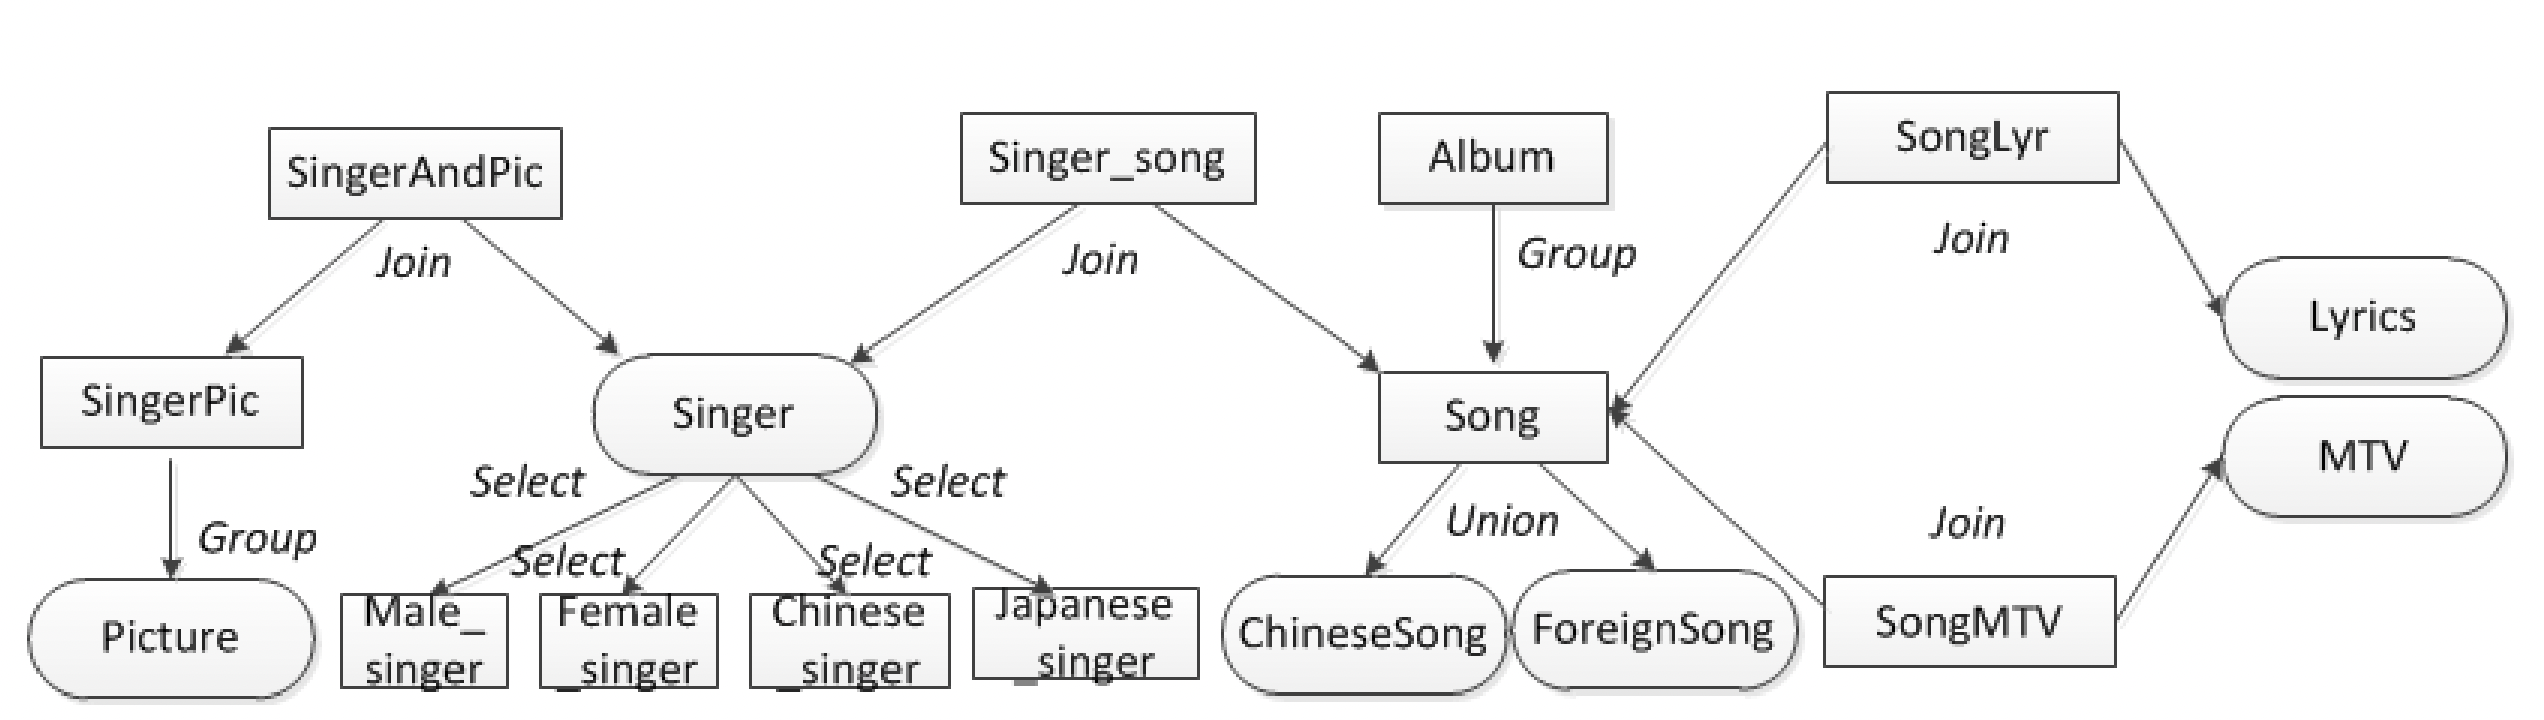 SongLyr
Singer_song
Album
SingerAndPic
Join
Group
Join
Join
Lyrics
SingerPic
Singer
Song
MTV
Select
Select
Union
Join
Group
Select
Select
Picture
Male_
singer
Female
_singer
Chinese
_singer
Japanese
_singer
ChineseSong
ForeignSong
SongMTV